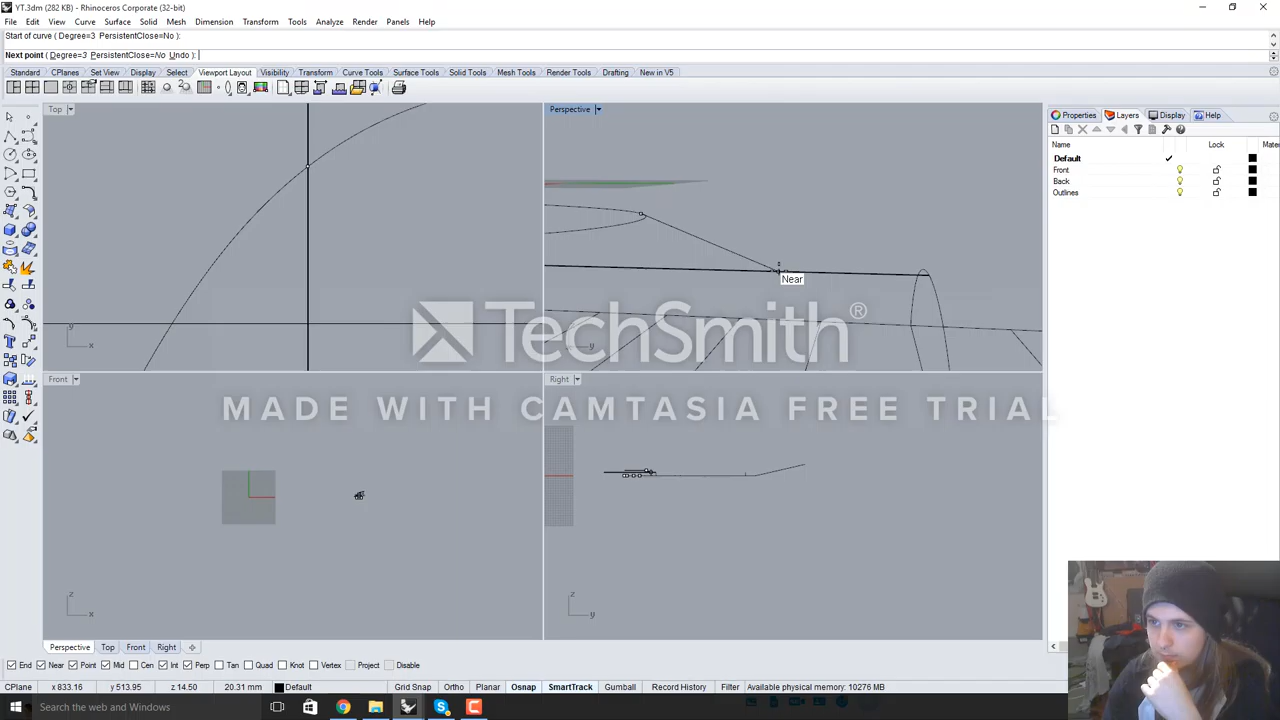 YT.3dm (282 KB) - Rhinoceros Corporate (32-bit)
File Edit View Curve Surface Solid Mesh Dimension Transform Tools Analyze Render Panels Help
Start of curve ( Degree=3 PersistentClose=No ):
Next point ( Degree=3 PersistentClose=No Undo ):
Standard CPlanes Set View Display Select Viewport Layout Visibility Transform Curve Tools Surface Tools Solid Tools Mesh Tools Render Tools Drafting New in V5
Top
Perspective
Properties Layers Display Help
Name Lock Mate
Default
Front
Back
Outlines
Near
TechSmith®
y
x
y
Front
Right
MADE WITH CAMTASIA FREE TRIAL
z
x
z
y
Perspective Top Front Right
End Near Point Mid Cen Int Perp Tan Quad Knot Vertex Project Disable
CPlane x 833.16 y 513.95 z 14.50 20.31 mm Default Grid Snap Ortho Planar Osnap SmartTrack Gumball Record History Filter Available physical memory: 10276 MB
Search the web and Windows